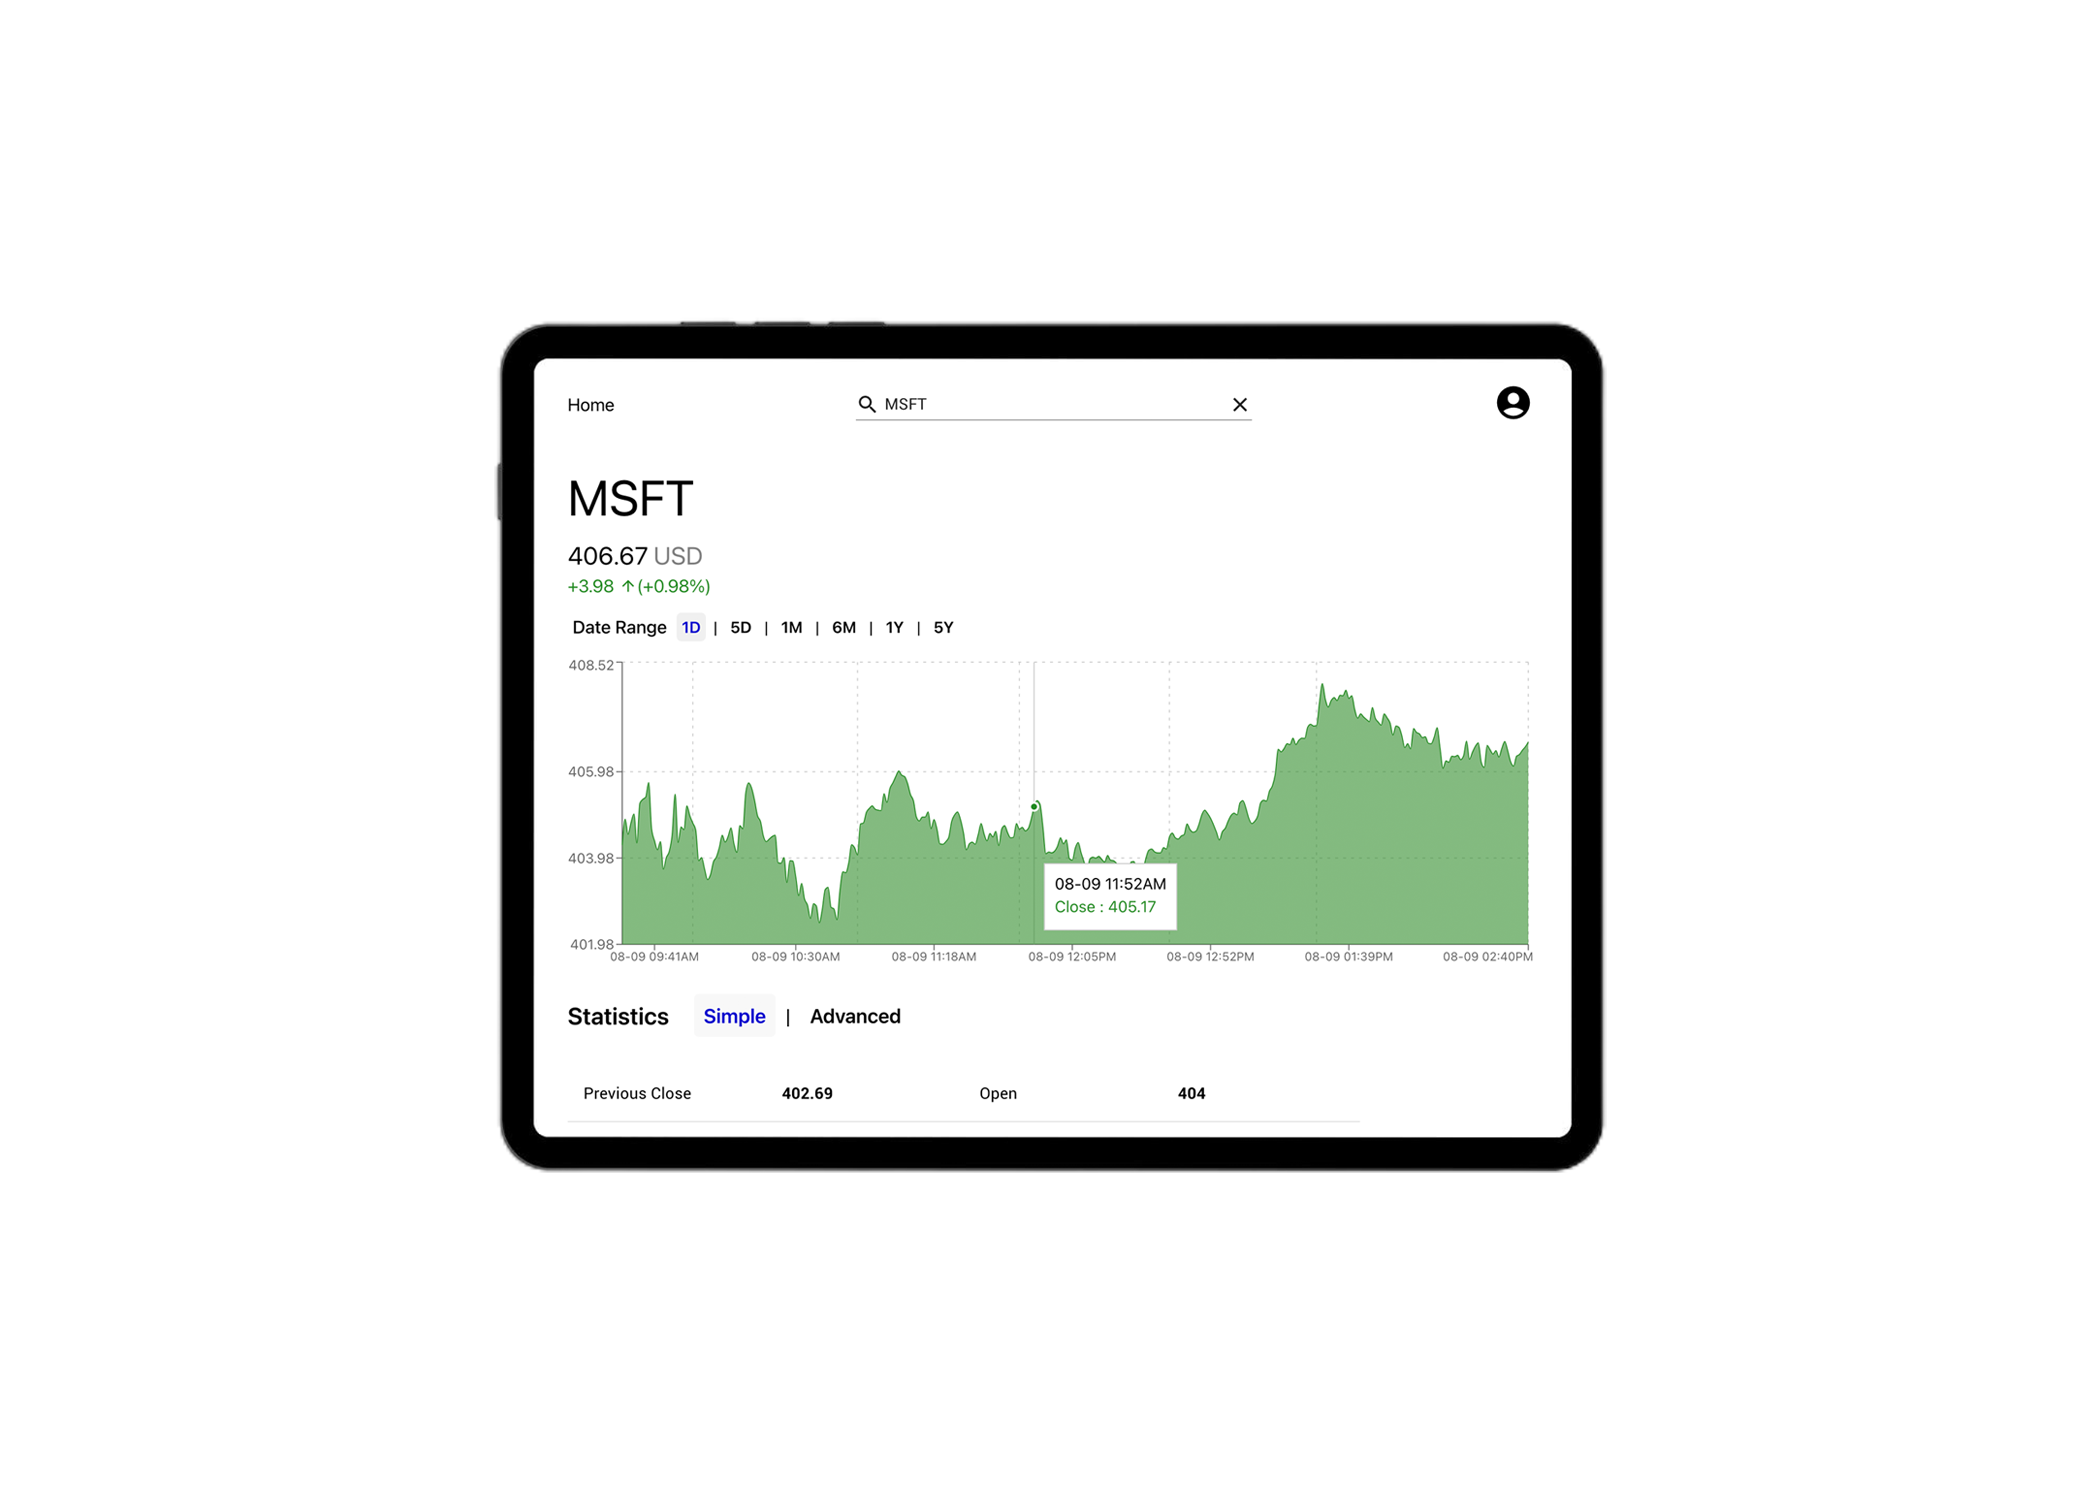 Home
MSFT
MSFT
406.67 USD
+3.98 ↑ (+0.98%)
Date Range 1D | 5D | 1M | 6M | 1Y | 5Y
408.52
405.98
403.98
401.98
08-09 11:52AM
Close : 405.17
08-09 09:41AM 08-09 10:30AM 08-09 11:18AM 08-09 12:05PM 08-09 12:52PM 08-09 01:39PM 08-09 02:40PM
Statistics Simple | Advanced
Previous Close 402.69 Open 404